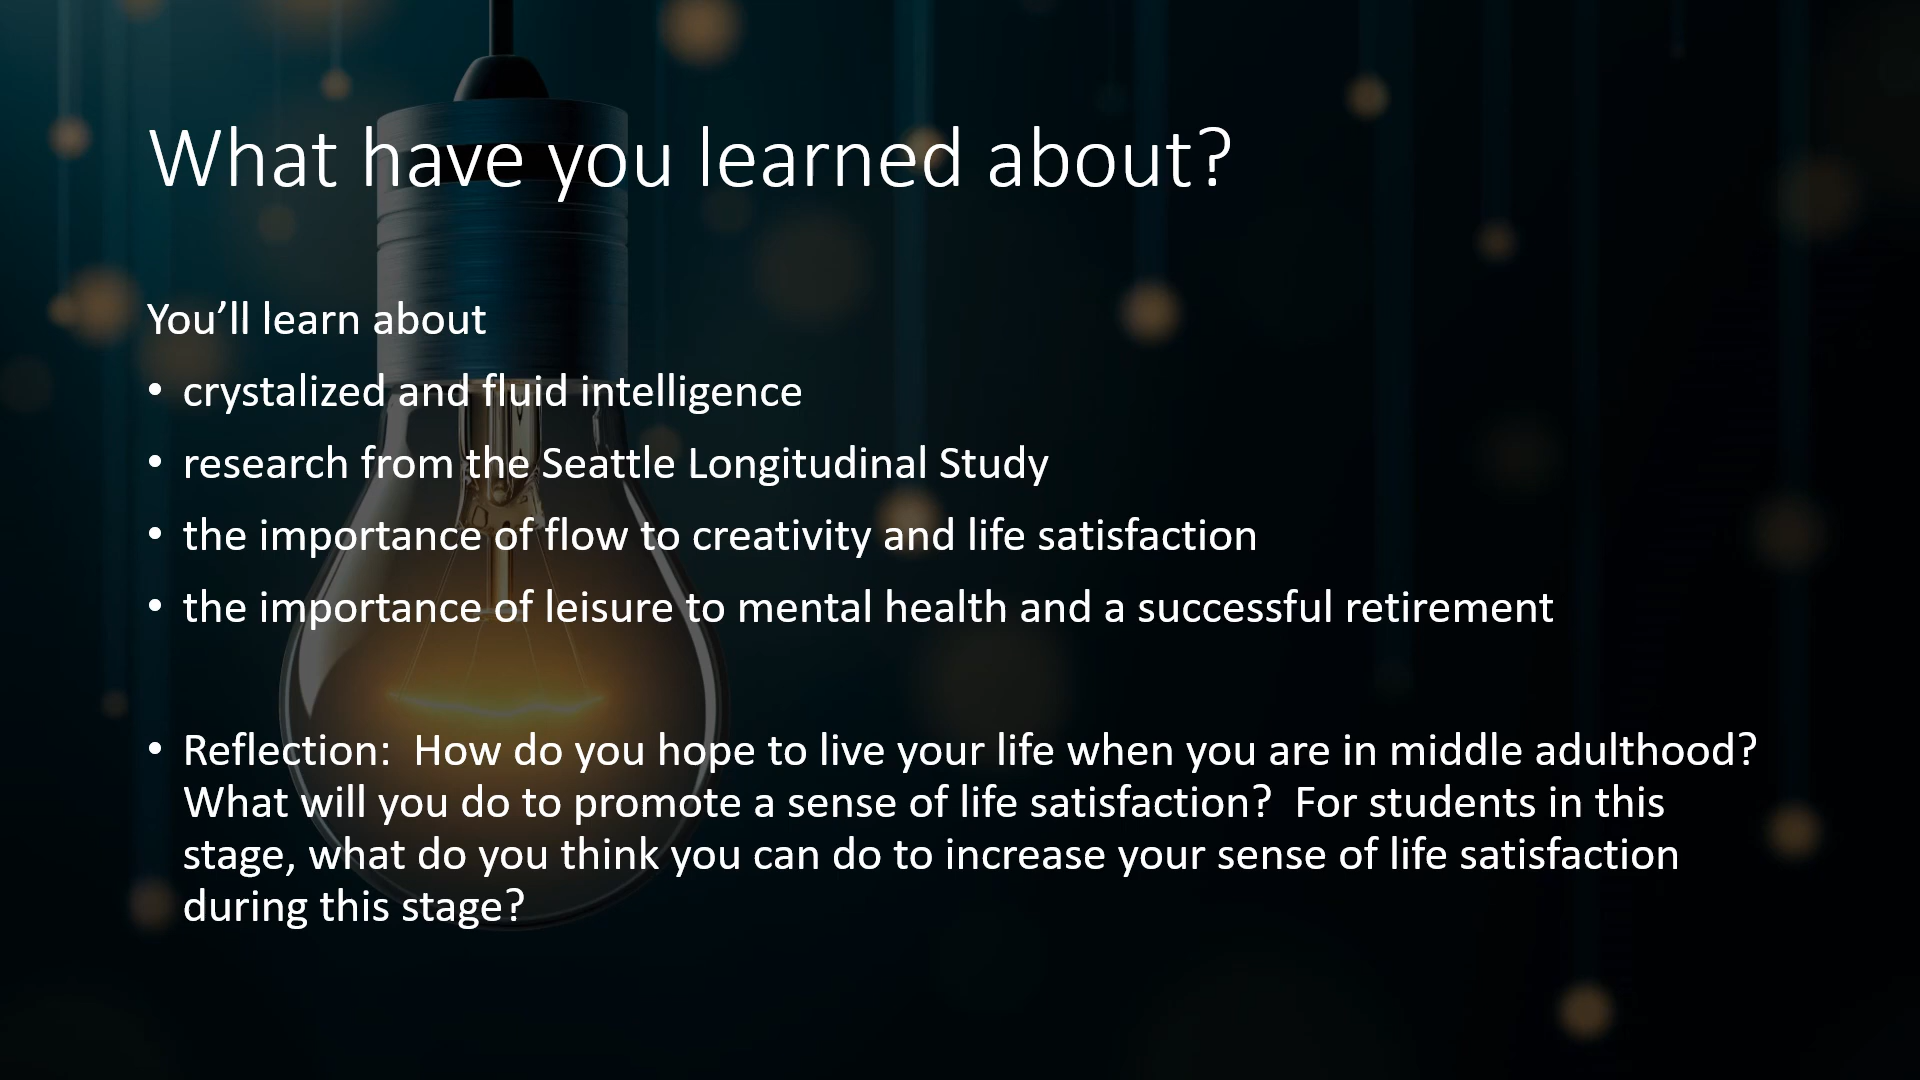 What have you learned about?
You’ll learn about
• crystalized and fluid intelligence
• research from the Seattle Longitudinal Study
• the importance of flow to creativity and life satisfaction
• the importance of leisure to mental health and a successful retirement
• Reflection:  How do you hope to live your life when you are in middle adulthood?
What will you do to promote a sense of life satisfaction?  For students in this
stage, what do you think you can do to increase your sense of life satisfaction
during this stage?